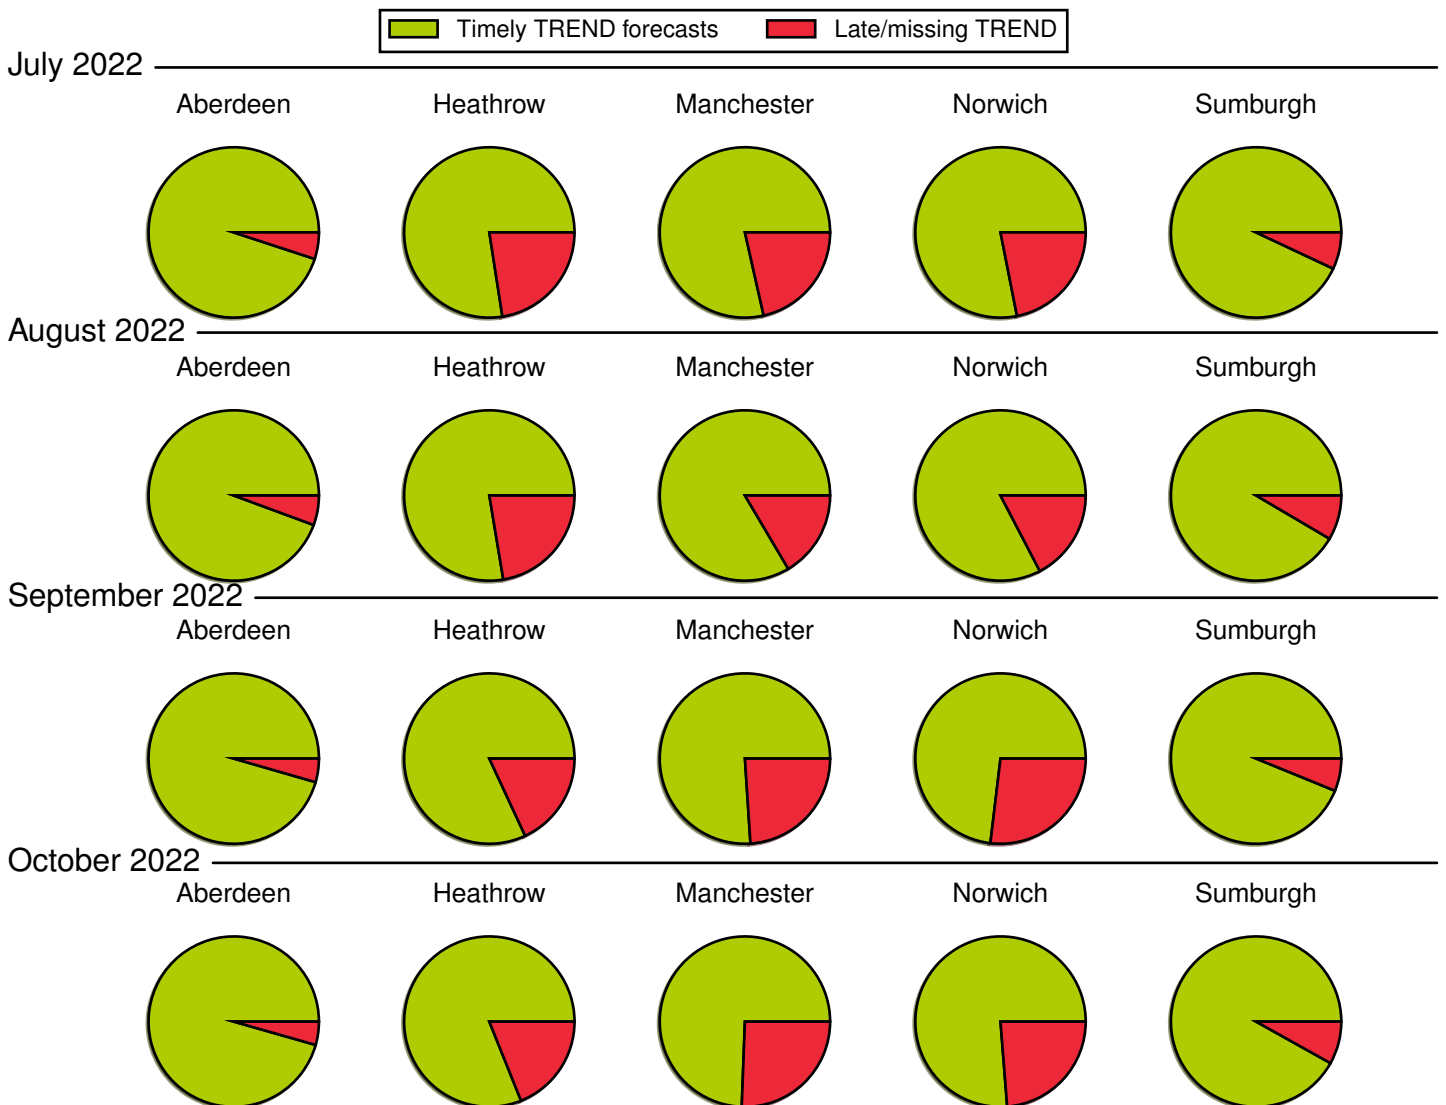 Timely TREND forecasts Late/missing TREND
July 2022
Aberdeen Heathrow Manchester Norwich Sumburgh
August 2022
Aberdeen Heathrow Manchester Norwich Sumburgh
September 2022
Aberdeen Heathrow Manchester Norwich Sumburgh
October 2022
Aberdeen Heathrow Manchester Norwich Sumburgh